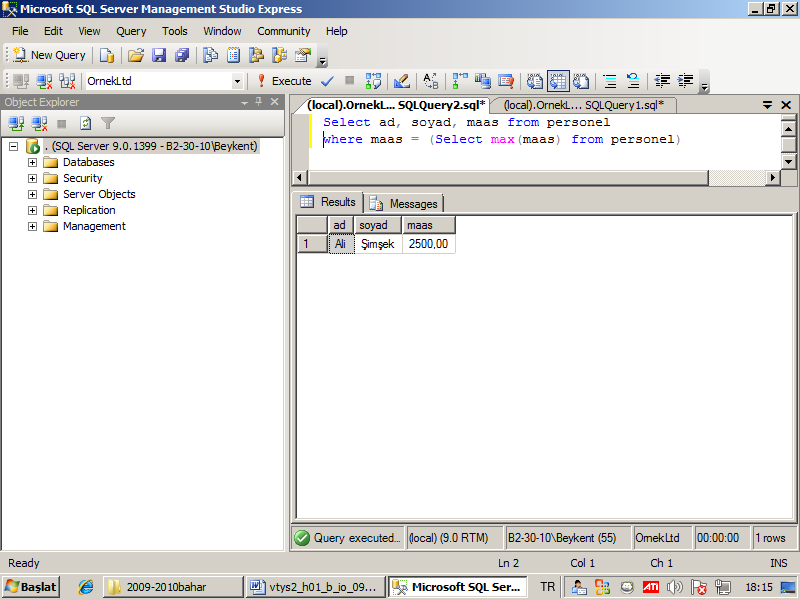 Microsoft SQL Server Management Studio Express
File Edit View Query Tools Window Community Help
New Query
OrnekLtd Execute
Object Explorer
(local).OrnekL... SQLQuery2.sql* (local).OrnekL... SQLQuery1.sql*
. (SQL Server 9.0.1399 - B2-30-10\Beykent)
Databases
Security
Server Objects
Replication
Management
Select ad, soyad, maas from personel
where maas = (Select max(maas) from personel)
Results Messages
ad soyad maas
1 Ali Şimşek 2500,00
Query executed... (local) (9.0 RTM) B2-30-10\Beykent (55) OrnekLtd 00:00:00 1 rows
Ready Ln 2 Col 1 Ch 1 INS
Başlat 2009-2010bahar vtys2_h01_b_io_09... Microsoft SQL Ser... TR ATI 18:15